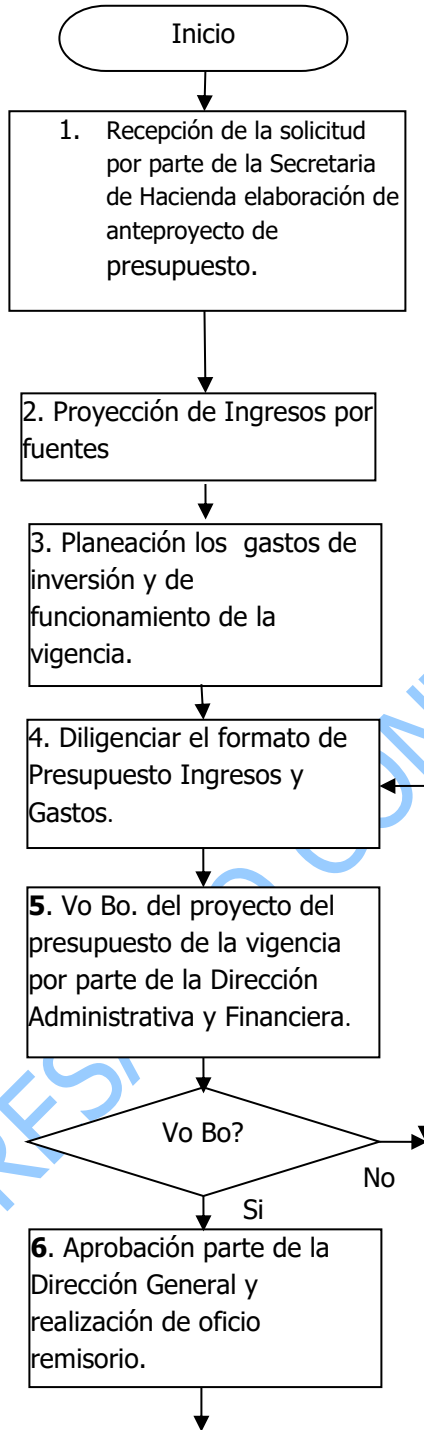 Inicio
1. Recepción de la solicitud
por parte de la Secretaria
de Hacienda elaboración de
anteproyecto de
presupuesto.
2. Proyección de Ingresos por
fuentes
3. Planeación los gastos de
inversión y de
funcionamiento de la
vigencia.
4. Diligenciar el formato de
Presupuesto Ingresos y
Gastos.
5. Vo Bo. del proyecto del
presupuesto de la vigencia
por parte de la Dirección
Administrativa y Financiera.
Vo Bo?
No
Si
6. Aprobación parte de la
Dirección General y
realización de oficio
remisorio.